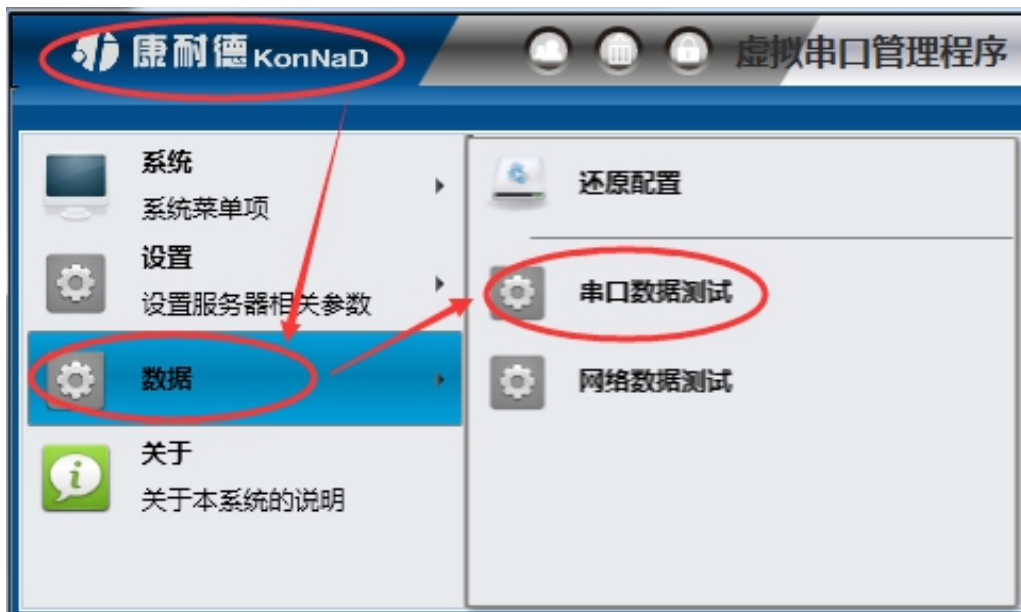 康耐德 KonNaD
虚拟串口管理程序
系统
系统菜单项
设置
设置服务器相关参数
数据
关于
关于本系统的说明
还原配置
串口数据测试
网络数据测试